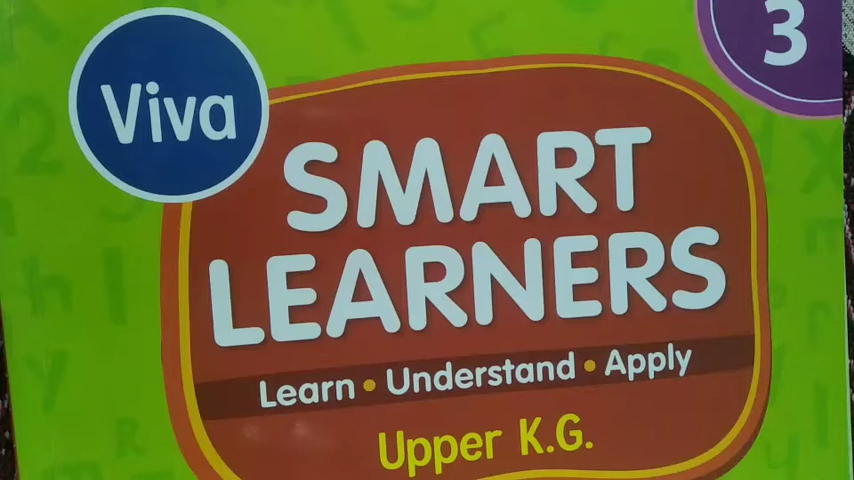 Viva
3
SMART
LEARNERS
Learn • Understand • Apply
Upper K.G.